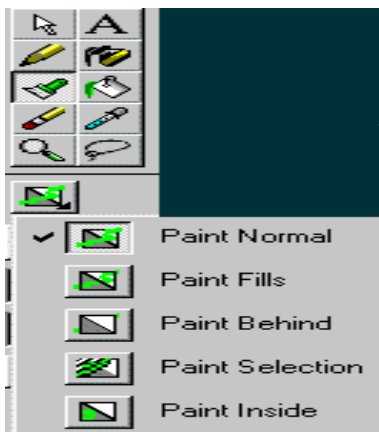 A
Paint Normal
Paint Fills
Paint Behind
Paint Selection
Paint Inside